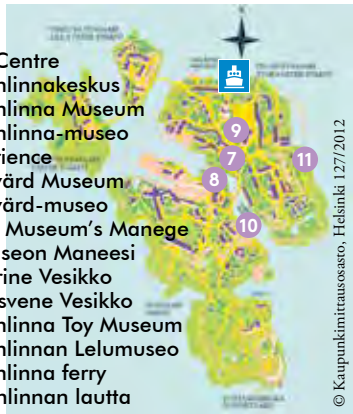 Centre
nlinnakeskus
nlinna Museum
nlinna-museo
rience
värd Museum
värd-museo
Museum's Manege
seon Maneesi
rine Vesikko
svene Vesikko
nlinna Toy Museum
nlinnan Lelumuseo
nlinna ferry
nlinnan lautta
9
7
8
11
10
© Kaupunkimittausosasto, Helsinki 127/2012